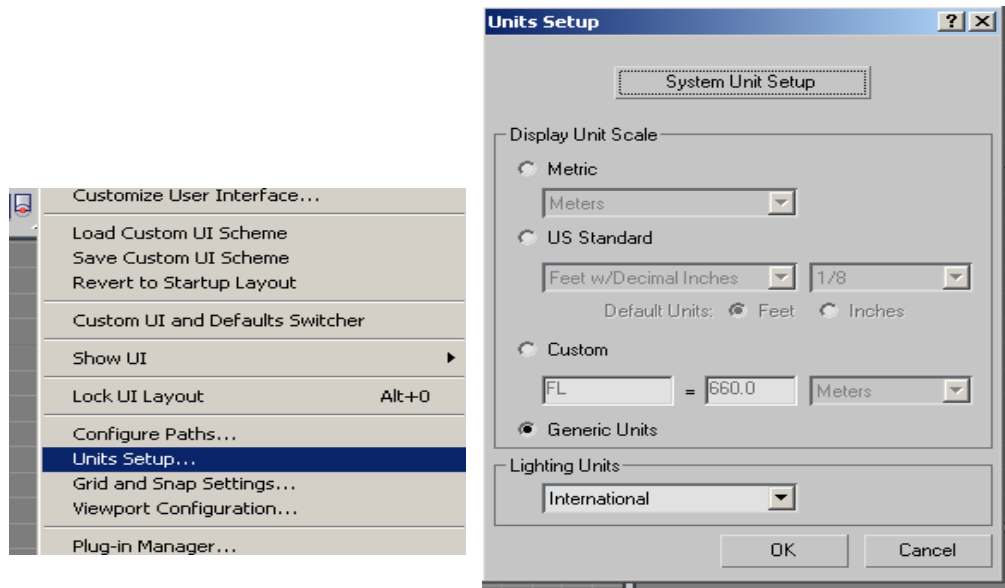 Customize User Interface...
Load Custom UI Scheme
Save Custom UI Scheme
Revert to Startup Layout
Custom UI and Defaults Switcher
Show UI
Lock UI Layout Alt+0
Configure Paths...
Units Setup...
Grid and Snap Settings...
Viewport Configuration...
Plug-in Manager...
Units Setup
System Unit Setup
Display Unit Scale
Metric
Meters
US Standard
Feet w/Decimal Inches 1/8
Default Units: Feet Inches
Custom
FL = 660.0 Meters
Generic Units
Lighting Units
International
OK Cancel